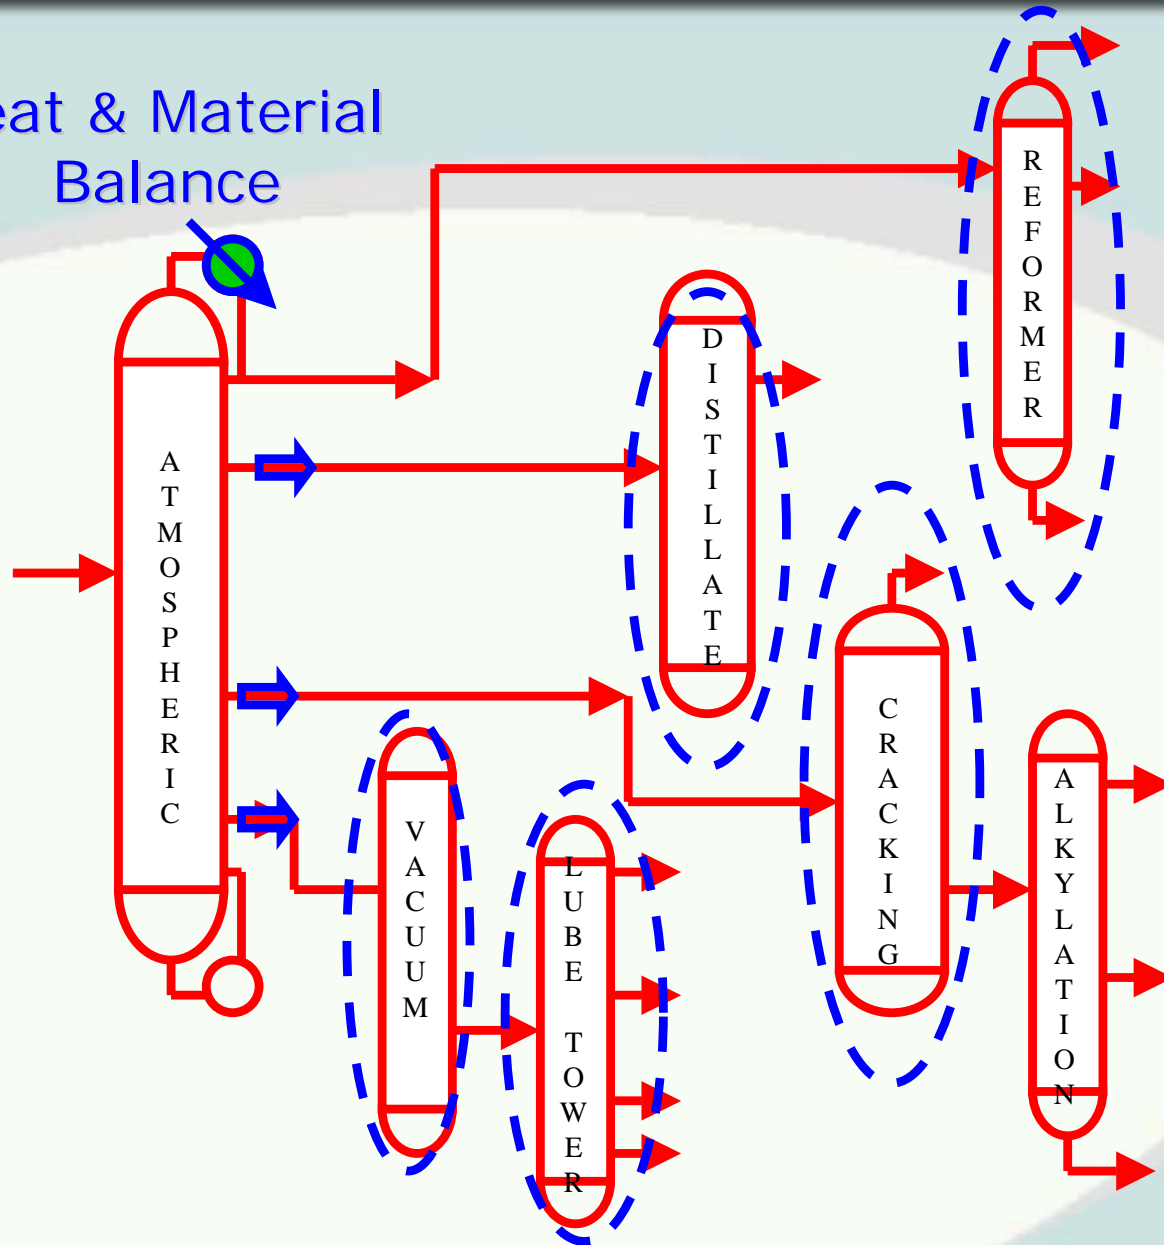 eat & Material
Balance
REFORMER
DISTILLATE
ATMOSPHERIC
CRACKING
ALKYLATION
VACUUM
LUBE TOWER